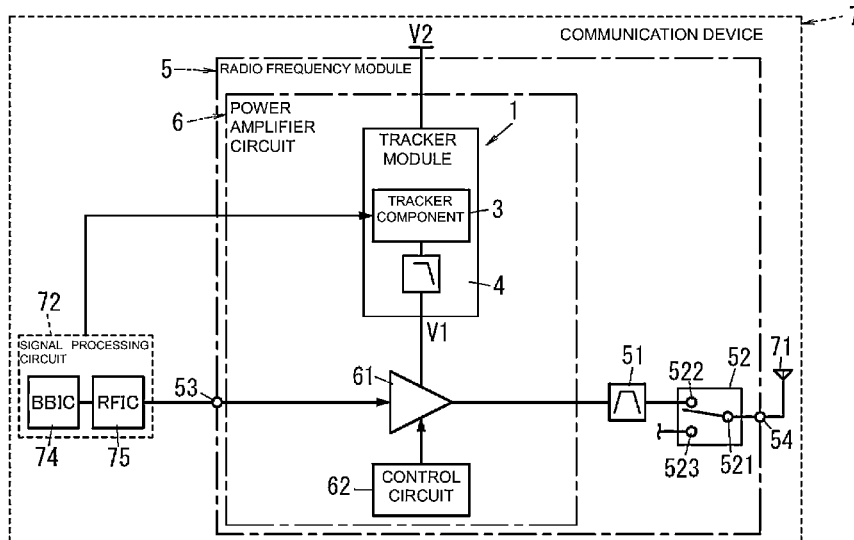 7
V2
COMMUNICATION DEVICE
5
RADIO FREQUENCY MODULE
6
POWER
AMPLIFIER
CIRCUIT
1
TRACKER
MODULE
TRACKER
COMPONENT
3
4
V1
72
SIGNAL PROCESSING
CIRCUIT
BBIC
RFIC
74
75
53
61
51
522
52
71
54
523
521
62
CONTROL
CIRCUIT